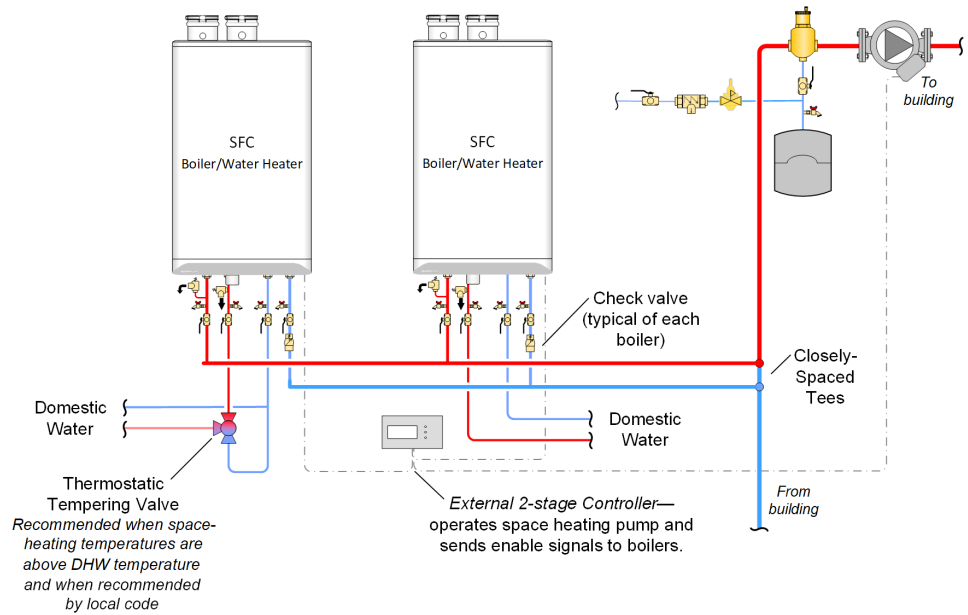 SFC
Boiler/Water Heater
SFC
Boiler/Water Heater
To
building
Check valve
(typical of each
boiler)
Closely-
Spaced
Tees
Domestic
Water
Domestic
Water
Thermostatic
Tempering Valve
Recommended when space-
heating temperatures are
above DHW temperature
and when recommended
by local code
External 2-stage Controller—
operates space heating pump and
sends enable signals to boilers.
From
building